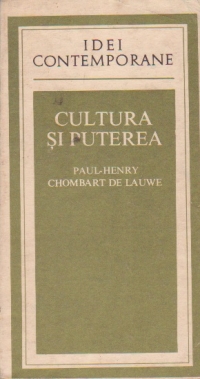 IDEI
CONTEMPORANE
CULTURA
ȘI PUTEREA
PAUL-HENRY
CHOMBART DE LAUWE